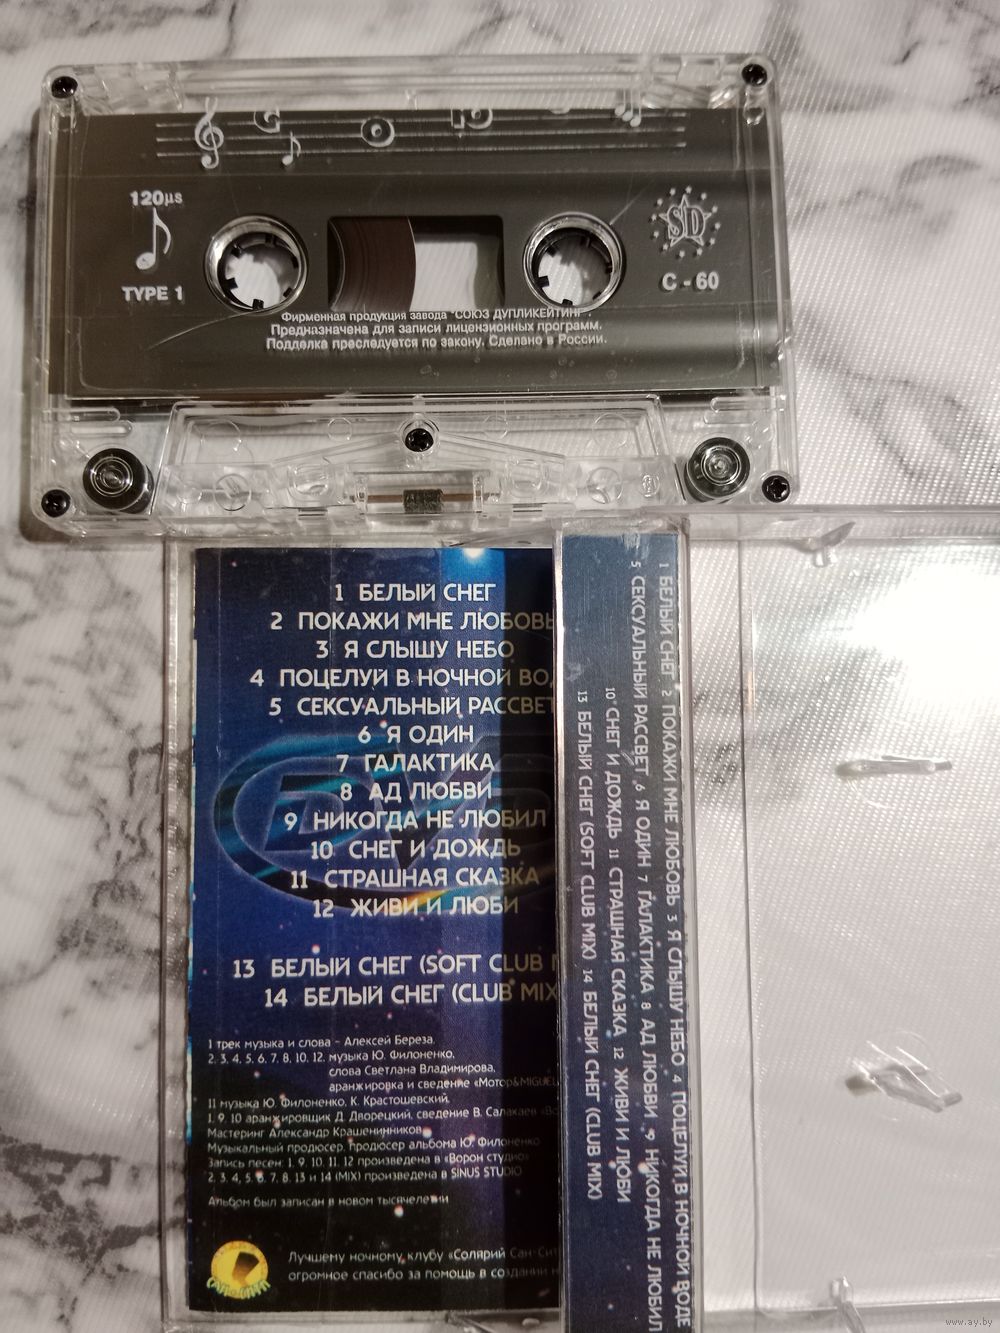 120µs
TYPE 1
SD
C - 60
Фирменная продукция завода "СОЮЗ ДУПЛИКЕЙТИНГ".
Предназначена для записи лицензионных программ.
Подделка преследуется по закону. Сделано в России.
1 БЕЛЫЙ СНЕГ
2 ПОКАЖИ МНЕ ЛЮБОВЬ
3 Я СЛЫШУ НЕБО
4 ПОЦЕЛУЙ В НОЧНОЙ
5 СЕКСУАЛЬНЫЙ РАССВЕТ
6 Я ОДИН
7 ГАЛАКТИКА
8 АД ЛЮБВИ
9 НИКОГДА НЕ ЛЮБИЛ
10 СНЕГ И ДОЖДЬ
11 СТРАШНАЯ СКАЗКА
12 ЖИВИ И ЛЮБИ
13 БЕЛЫЙ СНЕГ (SOFT CLUB
14 БЕЛЫЙ СНЕГ (CLUB MIX
1 трек музыка и слова - Алексей Береза.
2, 3, 4, 5, 6, 7, 8, 10, 12. музыка Ю. Филоненко,
слова Светлана Владимирова,
аранжировка и сведение «Мотор&MIGUEL
11 музыка Ю. Филоненко, К. Крастошевский,
1, 9, 10 аранжировщик Д. Дворецкий, сведение В. Салакаев
Мастеринг Александр Крашенинников
Музыкальный продюсер, продюсер альбома Ю. Филоненко
Запись песен: 1, 9, 10, 11, 12 произведена в «Ворон студио»
2, 3, 4, 5, 6, 7, 8, 13 и 14 (MIX) произведена в SINUS STUDIO
Альбом был записан в новом тысячелетии
Лучшему ночному клубу «Солярий Сан-Сити
огромное спасибо за помощь в создании
1 БЕЛЫЙ СНЕГ 2 ПОКАЖИ МНЕ ЛЮБОВЬ 3 Я СЛЫШУ НЕБО 4 ПОЦЕЛУЙ В НОЧНОЙ ВОДЕ
5 СЕКСУАЛЬНЫЙ РАССВЕТ 6 Я ОДИН 7 ГАЛАКТИКА 8 АД ЛЮБВИ 9 НИКОГДА НЕ ЛЮБИЛ
10 СНЕГ И ДОЖДЬ 11 СТРАШНАЯ СКАЗКА 12 ЖИВИ И ЛЮБИ
13 БЕЛЫЙ СНЕГ (SOFT CLUB MIX) 14 БЕЛЫЙ СНЕГ (CLUB MIX)
www.ay.by